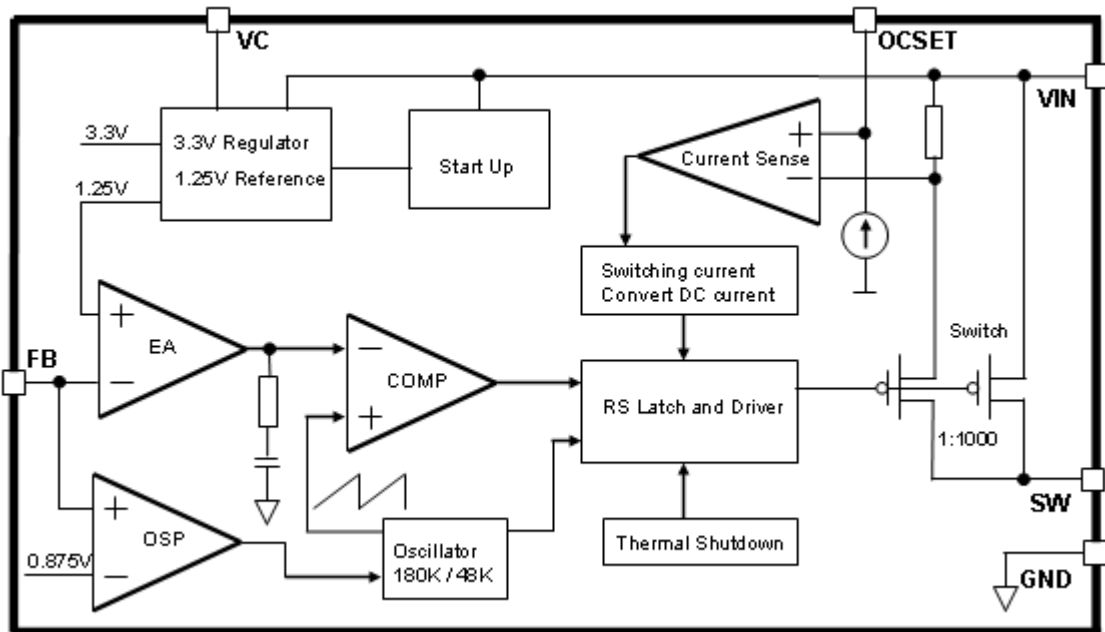 VC
OCSET
VIN
3.3V
3.3V Regulator
1.25V Reference
Start Up
+
Current Sense
−
1.25V
Switching current
Convert DC current
Switch
+
EA
−
FB
−
COMP
+
RS Latch and Driver
1:1000
SW
+
OSP
−
0.875V
Oscillator
180K / 48K
Thermal Shutdown
GND